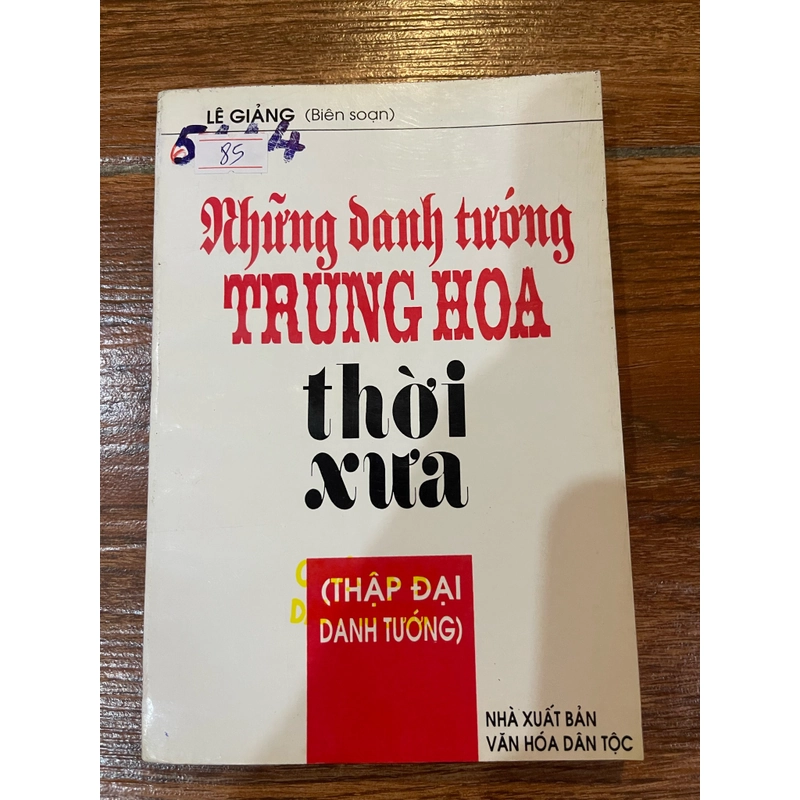 LÊ GIẢNG (Biên soạn)
85
Những danh tướng
TRUNG HOA
thời
xưa
(THẬP ĐẠI
DANH TƯỚNG)
NHÀ XUẤT BẢN
VĂN HÓA DÂN TỘC